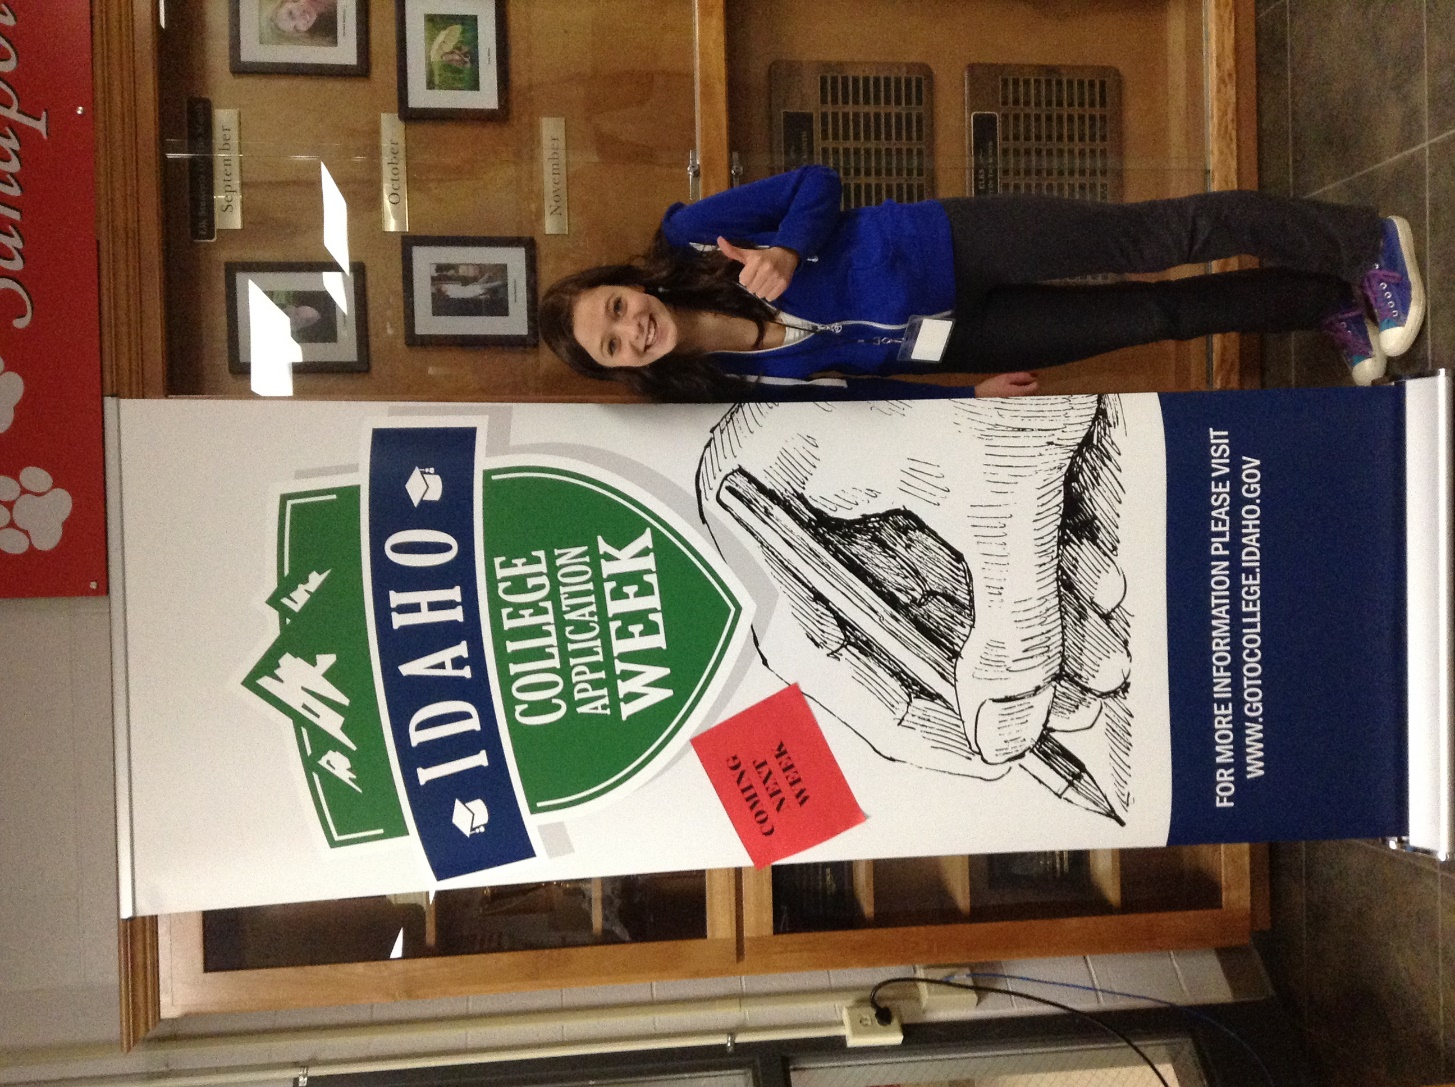 Sandpoi
September
October
November
IDAHO
COLLEGE
APPLICATION
WEEK
COMING
NEXT
WEEK
FOR MORE INFORMATION PLEASE VISIT
WWW.GOTOCOLLEGE.IDAHO.GOV